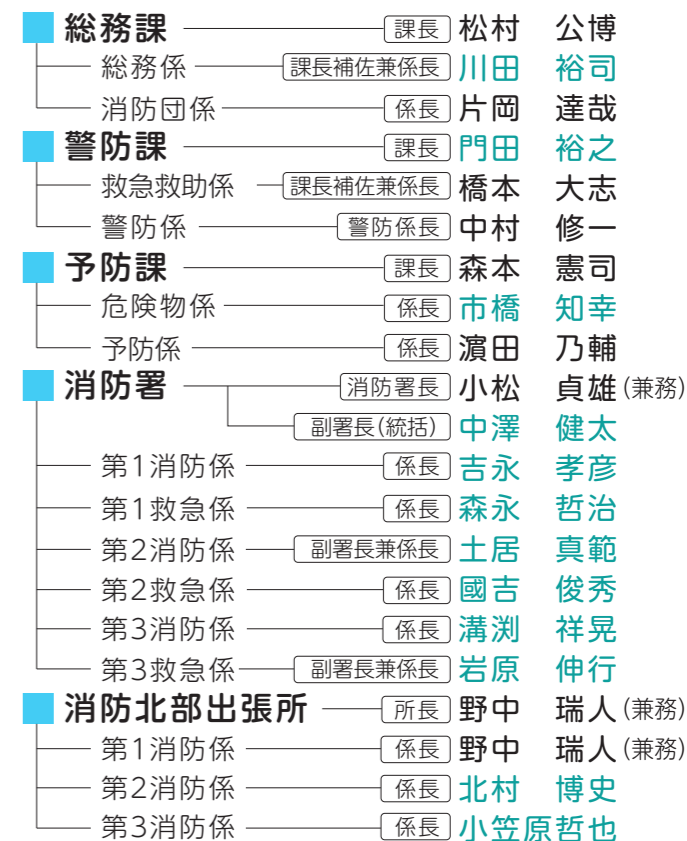 総務課 課長 松村 公博
総務係 課長補佐兼係長 川田 裕司
消防団係 係長 片岡 達哉
警防課 課長 門田 裕之
救急救助係 課長補佐兼係長 橋本 大志
警防係 警防係長 中村 修一
予防課 課長 森本 憲司
危険物係 係長 市橋 知幸
予防係 係長 濵田 乃輔
消防署 消防署長 小松 貞雄(兼務)
副署長(統括) 中澤 健太
第1消防係 係長 吉永 孝彦
第1救急係 係長 森永 哲治
第2消防係 副署長兼係長 土居 真範
第2救急係 係長 國吉 俊秀
第3消防係 係長 溝渕 祥晃
第3救急係 副署長兼係長 岩原 伸行
消防北部出張所 所長 野中 瑞人(兼務)
第1消防係 係長 野中 瑞人(兼務)
第2消防係 係長 北村 博史
第3消防係 係長 小笠原哲也